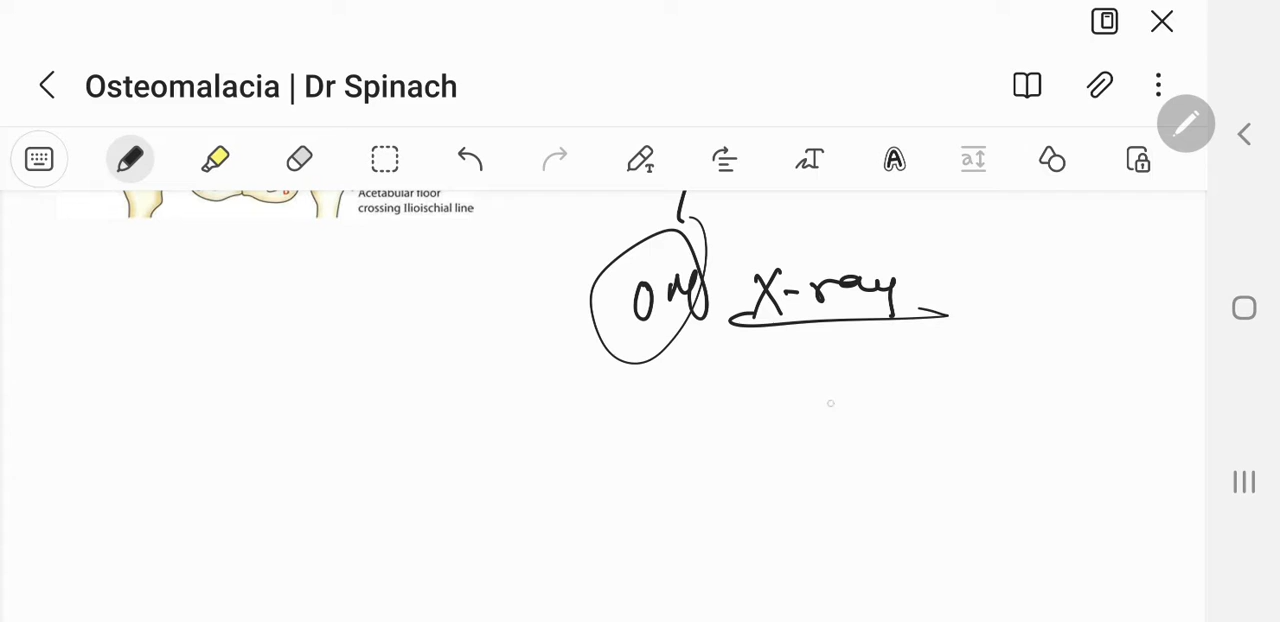 Osteomalacia | Dr Spinach
Acetabular floor
crossing Ilioischial line
OM X-ray